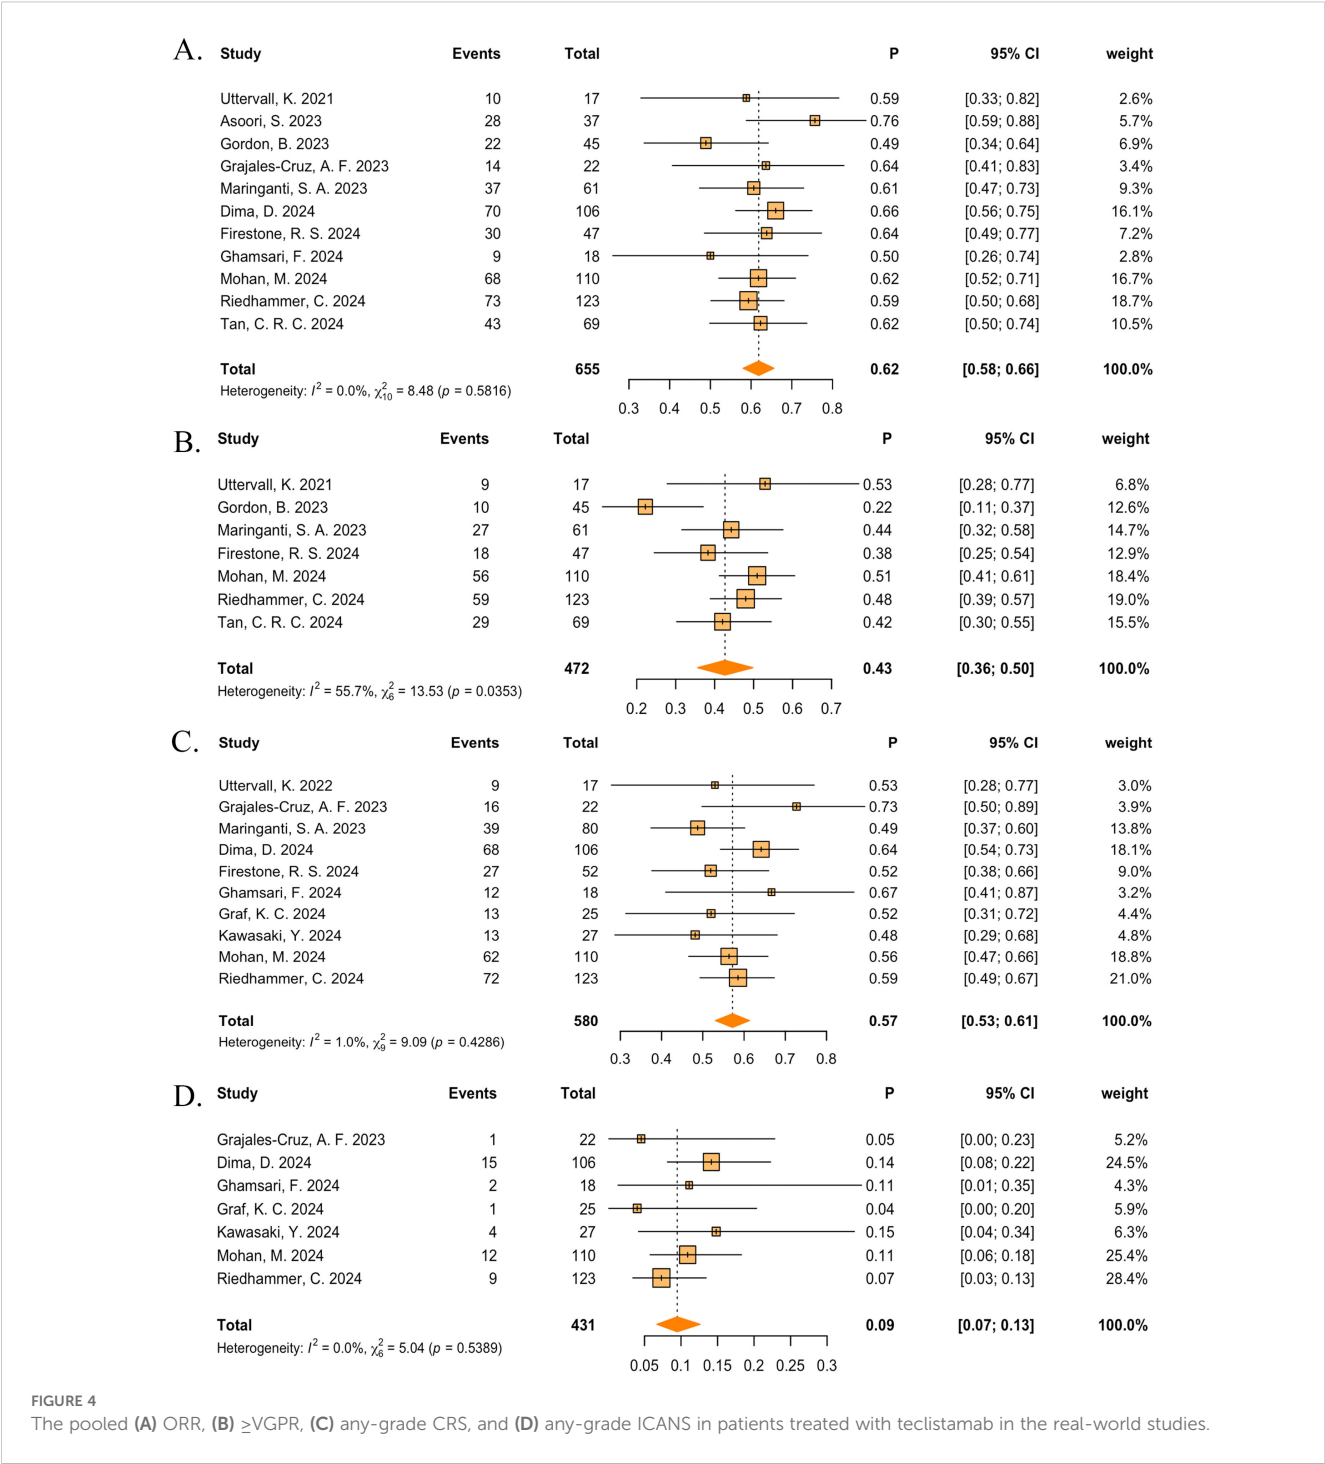 A. Study Events Total P 95% CI weight
Uttervall, K. 2021 10 17 0.59 [0.33; 0.82] 2.6%
Asoori, S. 2023 28 37 0.76 [0.59; 0.88] 5.7%
Gordon, B. 2023 22 45 0.49 [0.34; 0.64] 6.9%
Grajales-Cruz, A. F. 2023 14 22 0.64 [0.41; 0.83] 3.4%
Maringanti, S. A. 2023 37 61 0.61 [0.47; 0.73] 9.3%
Dima, D. 2024 70 106 0.66 [0.56; 0.75] 16.1%
Firestone, R. S. 2024 30 47 0.64 [0.49; 0.77] 7.2%
Ghamsari, F. 2024 9 18 0.50 [0.26; 0.74] 2.8%
Mohan, M. 2024 68 110 0.62 [0.52; 0.71] 16.7%
Riedhammer, C. 2024 73 123 0.59 [0.50; 0.68] 18.7%
Tan, C. R. C. 2024 43 69 0.62 [0.50; 0.74] 10.5%
Total 655 0.62 [0.58; 0.66] 100.0%
Heterogeneity: I² = 0.0%, χ²₁₀ = 8.48 (p = 0.5816)
0.3 0.4 0.5 0.6 0.7 0.8
B. Study Events Total P 95% CI weight
Uttervall, K. 2021 9 17 0.53 [0.28; 0.77] 6.8%
Gordon, B. 2023 10 45 0.22 [0.11; 0.37] 12.6%
Maringanti, S. A. 2023 27 61 0.44 [0.32; 0.58] 14.7%
Firestone, R. S. 2024 18 47 0.38 [0.25; 0.54] 12.9%
Mohan, M. 2024 56 110 0.51 [0.41; 0.61] 18.4%
Riedhammer, C. 2024 59 123 0.48 [0.39; 0.57] 19.0%
Tan, C. R. C. 2024 29 69 0.42 [0.30; 0.55] 15.5%
Total 472 0.43 [0.36; 0.50] 100.0%
Heterogeneity: I² = 55.7%, χ²₆ = 13.53 (p = 0.0353)
0.2 0.3 0.4 0.5 0.6 0.7
C. Study Events Total P 95% CI weight
Uttervall, K. 2022 9 17 0.53 [0.28; 0.77] 3.0%
Grajales-Cruz, A. F. 2023 16 22 0.73 [0.50; 0.89] 3.9%
Maringanti, S. A. 2023 39 80 0.49 [0.37; 0.60] 13.8%
Dima, D. 2024 68 106 0.64 [0.54; 0.73] 18.1%
Firestone, R. S. 2024 27 52 0.52 [0.38; 0.66] 9.0%
Ghamsari, F. 2024 12 18 0.67 [0.41; 0.87] 3.2%
Graf, K. C. 2024 13 25 0.52 [0.31; 0.72] 4.4%
Kawasaki, Y. 2024 13 27 0.48 [0.29; 0.68] 4.8%
Mohan, M. 2024 62 110 0.56 [0.47; 0.66] 18.8%
Riedhammer, C. 2024 72 123 0.59 [0.49; 0.67] 21.0%
Total 580 0.57 [0.53; 0.61] 100.0%
Heterogeneity: I² = 1.0%, χ²₉ = 9.09 (p = 0.4286)
0.3 0.4 0.5 0.6 0.7 0.8
D. Study Events Total P 95% CI weight
Grajales-Cruz, A. F. 2023 1 22 0.05 [0.00; 0.23] 5.2%
Dima, D. 2024 15 106 0.14 [0.08; 0.22] 24.5%
Ghamsari, F. 2024 2 18 0.11 [0.01; 0.35] 4.3%
Graf, K. C. 2024 1 25 0.04 [0.00; 0.20] 5.9%
Kawasaki, Y. 2024 4 27 0.15 [0.04; 0.34] 6.3%
Mohan, M. 2024 12 110 0.11 [0.06; 0.18] 25.4%
Riedhammer, C. 2024 9 123 0.07 [0.03; 0.13] 28.4%
Total 431 0.09 [0.07; 0.13] 100.0%
Heterogeneity: I² = 0.0%, χ²₆ = 5.04 (p = 0.5389)
0.05 0.1 0.15 0.2 0.25 0.3
FIGURE 4
The pooled (A) ORR, (B) ≥VGPR, (C) any-grade CRS, and (D) any-grade ICANS in patients treated with teclistamab in the real-world studies.